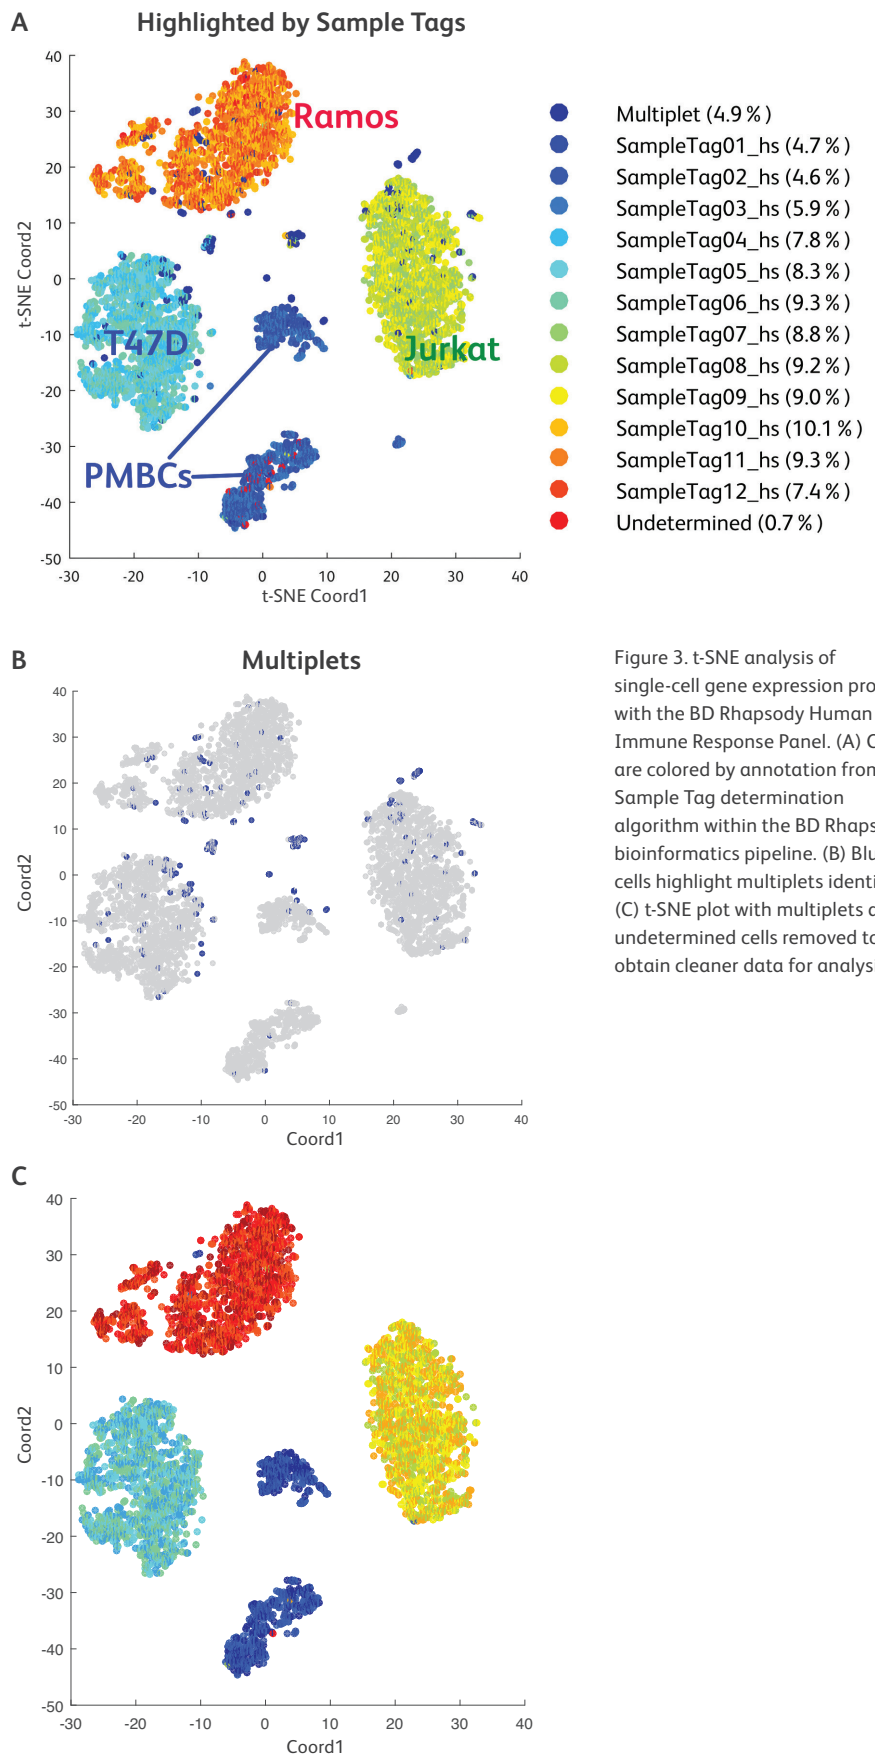 A
Highlighted by Sample Tags
40
30
20
10
0
-10
-20
-30
-40
-50
t-SNE Coord2
Ramos
T47D
Jurkat
PMBCs
-30 -20 -10 0 10 20 30 40
t-SNE Coord1
Multiplet (4.9 %)
SampleTag01_hs (4.7 %)
SampleTag02_hs (4.6 %)
SampleTag03_hs (5.9 %)
SampleTag04_hs (7.8 %)
SampleTag05_hs (8.3 %)
SampleTag06_hs (9.3 %)
SampleTag07_hs (8.8 %)
SampleTag08_hs (9.2 %)
SampleTag09_hs (9.0 %)
SampleTag10_hs (10.1 %)
SampleTag11_hs (9.3 %)
SampleTag12_hs (7.4 %)
Undetermined (0.7 %)
B
Multiplets
40
30
20
10
0
-10
-20
-30
-40
-50
Coord2
-30 -20 -10 0 10 20 30 40
Coord1
Figure 3. t-SNE analysis of
single-cell gene expression pro
with the BD Rhapsody Human
Immune Response Panel. (A) C
are colored by annotation from
Sample Tag determination
algorithm within the BD Rhaps
bioinformatics pipeline. (B) Blu
cells highlight multiplets identi
(C) t-SNE plot with multiplets a
undetermined cells removed to
obtain cleaner data for analysi
C
40
30
20
10
0
-10
-20
-30
-40
-50
Coord2
-30 -20 -10 0 10 20 30 40
Coord1